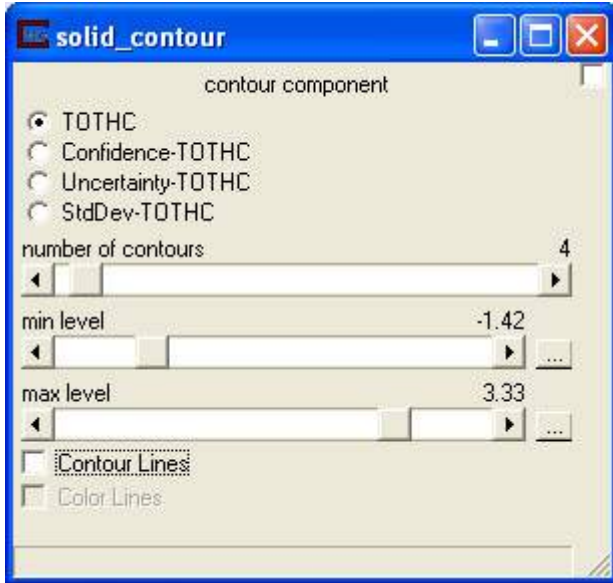 solid_contour
contour component
TOTHC
Confidence-TOTHC
Uncertainty-TOTHC
StdDev-TOTHC
number of contours 4
min level -1.42
...
max level 3.33
...
Contour Lines
Color Lines